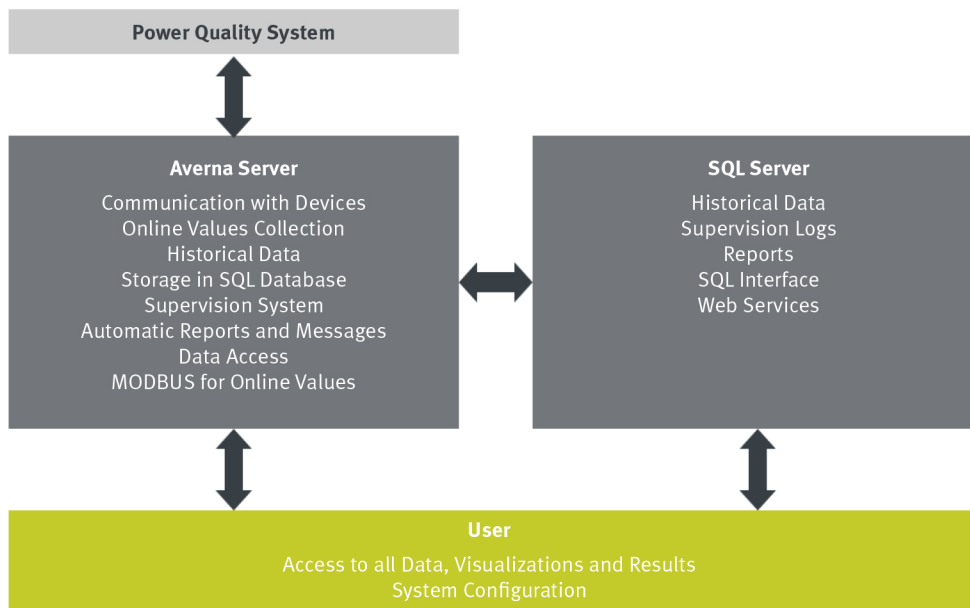 Power Quality System
Averna Server
Communication with Devices
Online Values Collection
Historical Data
Storage in SQL Database
Supervision System
Automatic Reports and Messages
Data Access
MODBUS for Online Values
SQL Server
Historical Data
Supervision Logs
Reports
SQL Interface
Web Services
User
Access to all Data, Visualizations and Results
System Configuration